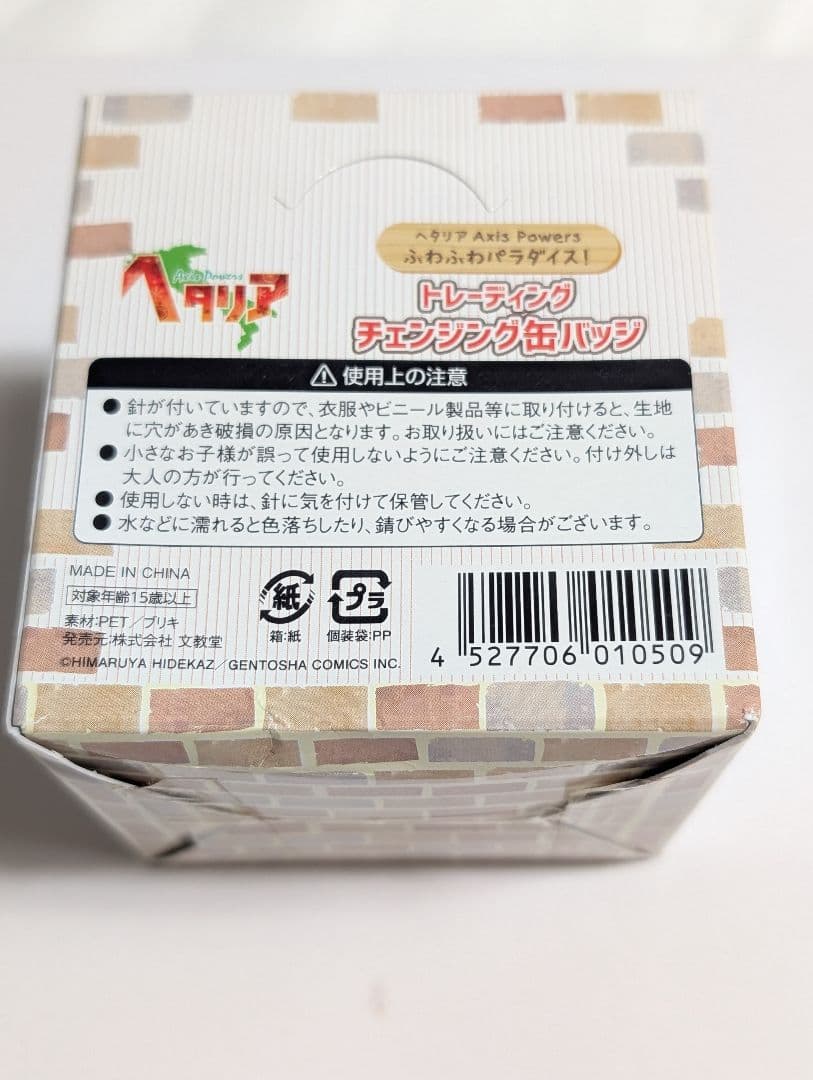 ヘタリア Axis Powers
ふわふわパラダイス!
Axis Powers
ヘタリア
トレーディング
チェンジング缶バッジ
使用上の注意
●針が付いていますので、衣服やビニール製品等に取り付けると、生地
に穴があき破損の原因となります。お取り扱いにはご注意ください。
●小さなお子様が誤って使用しないようにご注意ください。付け外しは
大人の方が行ってください。
●使用しない時は、針に気を付けて保管してください。
●水などに濡れると色落ちしたり、錆びやすくなる場合がございます。
MADE IN CHINA
対象年齢15歳以上
素材:PET/ブリキ
発売元:株式会社 文教堂
©HIMARUYA HIDEKAZ/GENTOSHA COMICS INC.
紙
箱:紙
プラ
個装袋:PP
4 527706 010509